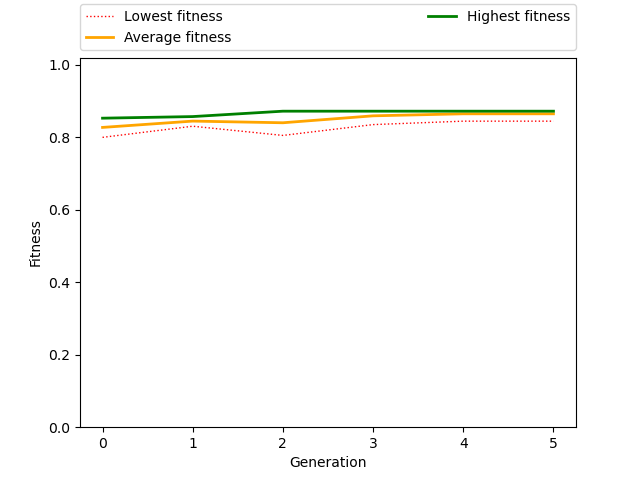 Lowest fitness
Average fitness
Highest fitness
1.0
0.8
0.6
0.4
0.2
0.0
Fitness
0 1 2 3 4 5
Generation